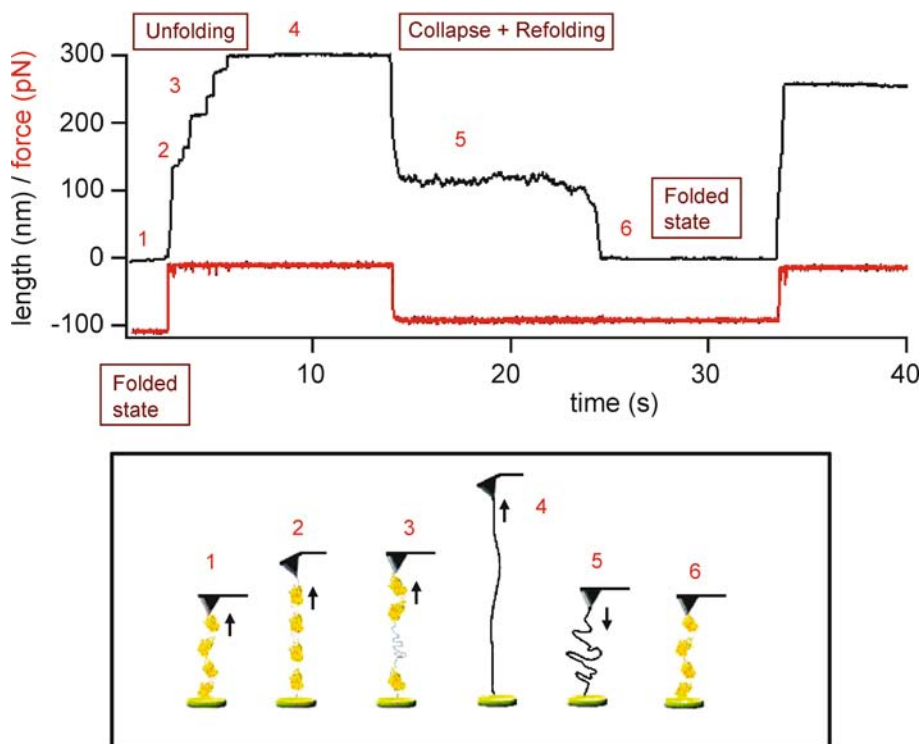 Unfolding
4
Collapse + Refolding
length (nm) / force (pN)
300
200
100
0
-100
3
2
1
5
6
Folded
state
10
20
30
40
time (s)
Folded
state
1
2
3
4
5
6